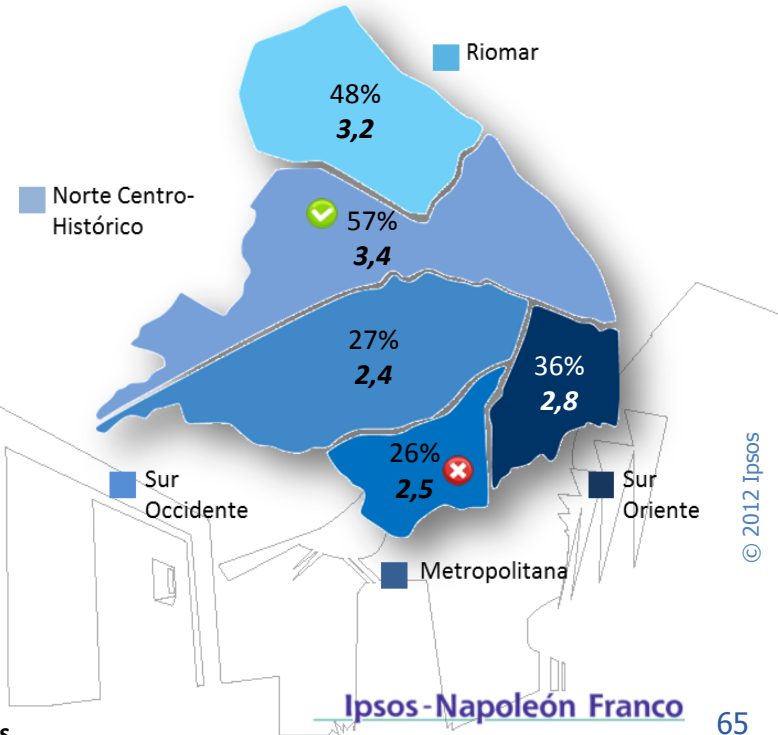 Riomar
48%
3,2
Norte Centro-
Histórico
57%
3,4
27%
2,4
36%
2,8
26%
2,5
Sur
Occidente
Sur
Oriente
Metropolitana
© 2012 Ipsos
Ipsos-Napoleón Franco
65